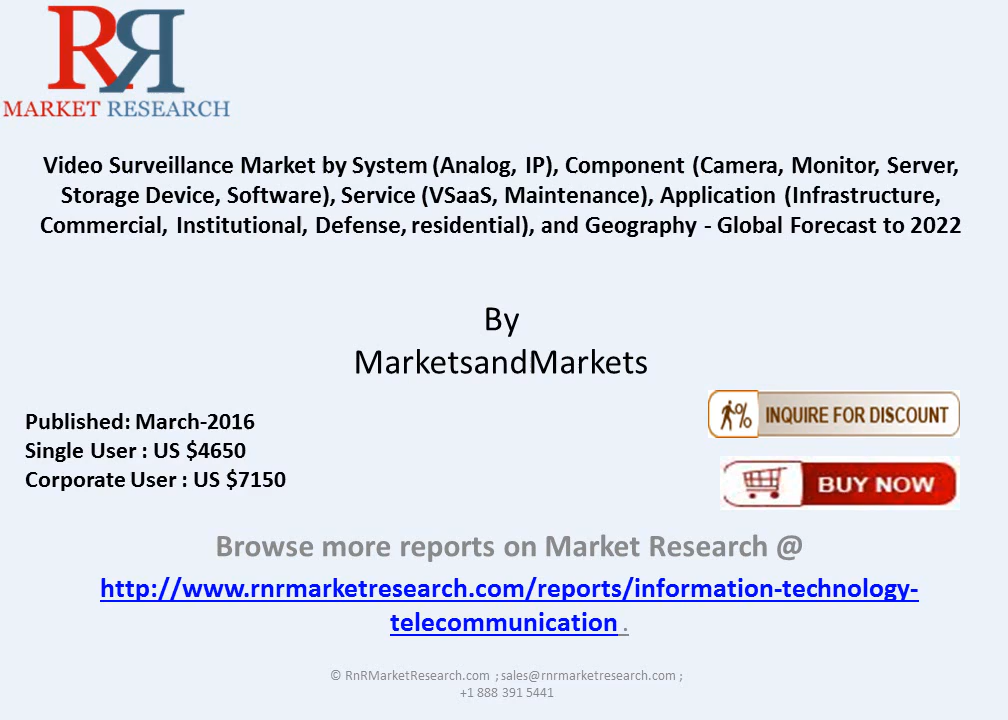 RR
MARKET RESEARCH
Video Surveillance Market by System (Analog, IP), Component (Camera, Monitor, Server,
Storage Device, Software), Service (VSaaS, Maintenance), Application (Infrastructure,
Commercial, Institutional, Defense, residential), and Geography - Global Forecast to 2022
By
MarketsandMarkets
Published: March-2016
Single User : US $4650
Corporate User : US $7150
% INQUIRE FOR DISCOUNT
BUY NOW
Browse more reports on Market Research @
http://www.rnrmarketresearch.com/reports/information-technology-
telecommunication .
© RnRMarketResearch.com ; sales@rnrmarketresearch.com ;
+1 888 391 5441